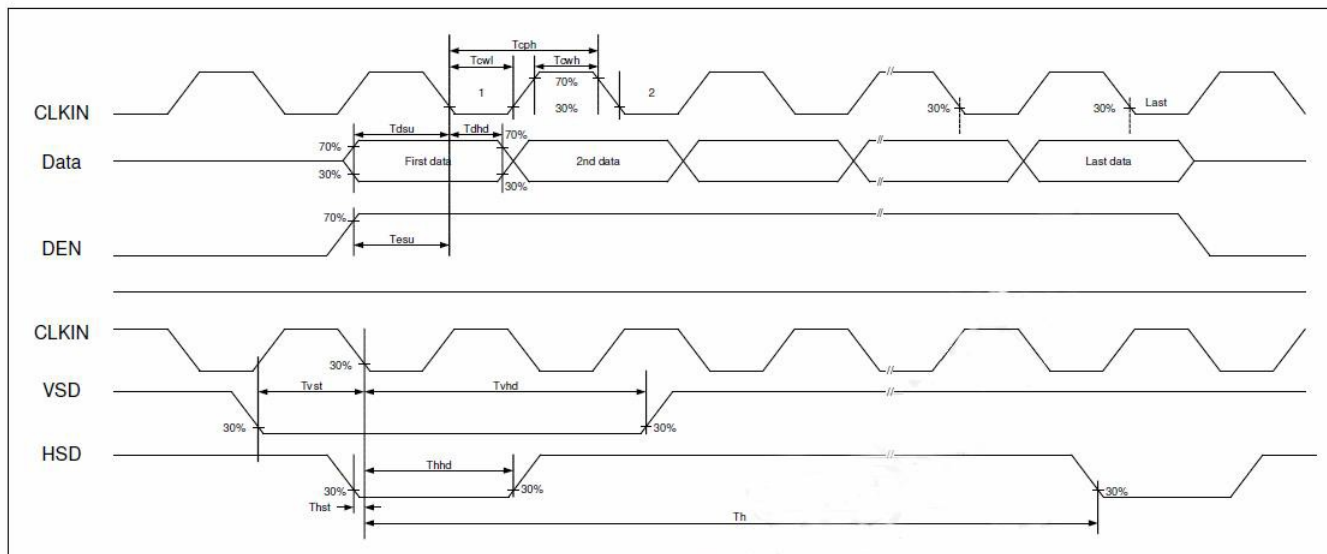 Tcph
Tcwl Tcwh
1 70% 2
CLKIN 30% 30% 30% Last
//
Tdsu Tdhd
70% 70%
Data First data 2nd data // Last data
30% 30% //
70% //
DEN Tesu
CLKIN 30% //
Tvst Tvhd
VSD //
30% 30%
HSD //
Thhd
30% 30% 30%
Thst
Th